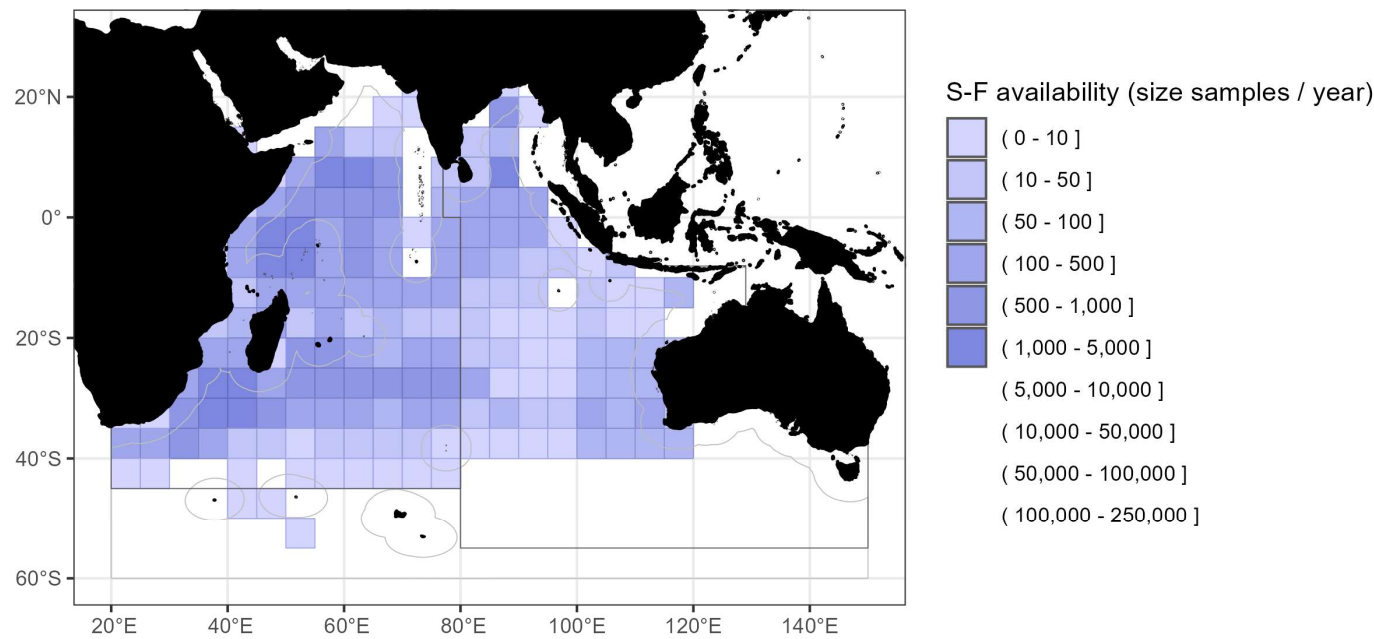 S-F availability (size samples / year)
( 0 - 10 ]
( 10 - 50 ]
( 50 - 100 ]
( 100 - 500 ]
( 500 - 1,000 ]
( 1,000 - 5,000 ]
( 5,000 - 10,000 ]
( 10,000 - 50,000 ]
( 50,000 - 100,000 ]
( 100,000 - 250,000 ]
20°N
0°
20°S
40°S
60°S
20°E 40°E 60°E 80°E 100°E 120°E 140°E